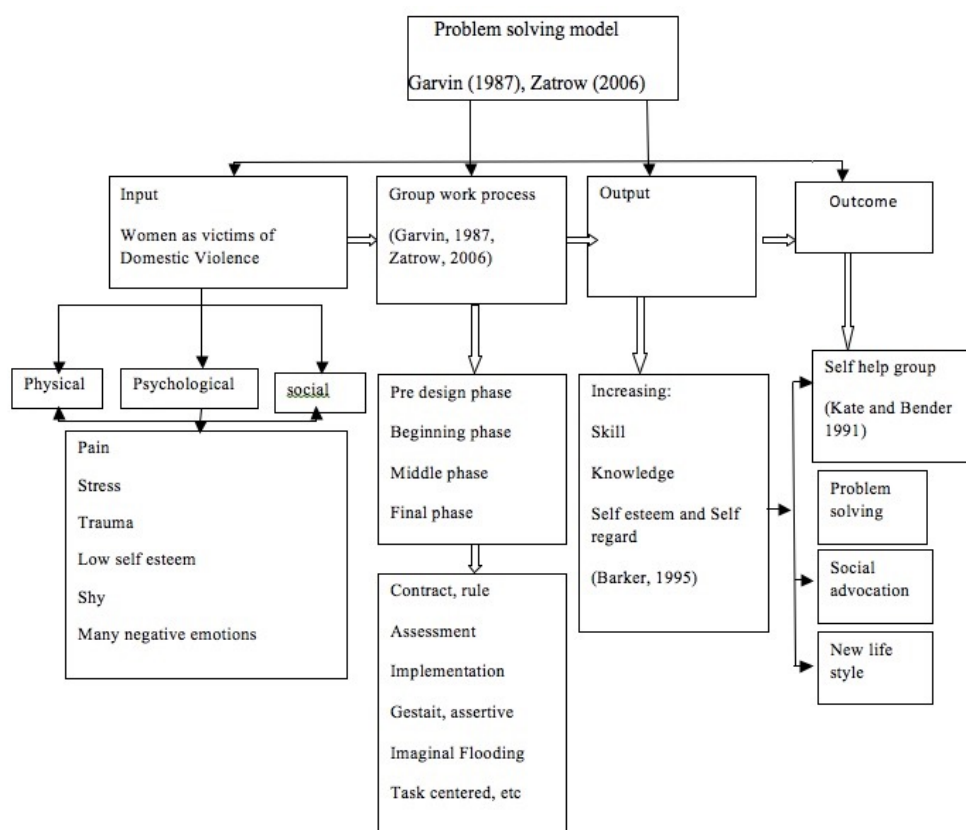 Problem solving model
Garvin (1987), Zatrow (2006)
Input
Women as victims of
Domestic Violence
Group work process
(Garvin, 1987,
Zatrow, 2006)
Output
Outcome
Physical
Psychological
social
Pain
Stress
Trauma
Low self esteem
Shy
Many negative emotions
Pre design phase
Beginning phase
Middle phase
Final phase
Contract, rule
Assessment
Implementation
Gestait, assertive
Imaginal Flooding
Task centered, etc
Increasing:
Skill
Knowledge
Self esteem and Self
regard
(Barker, 1995)
Self help group
(Kate and Bender
1991)
Problem
solving
Social
advocation
New life
style